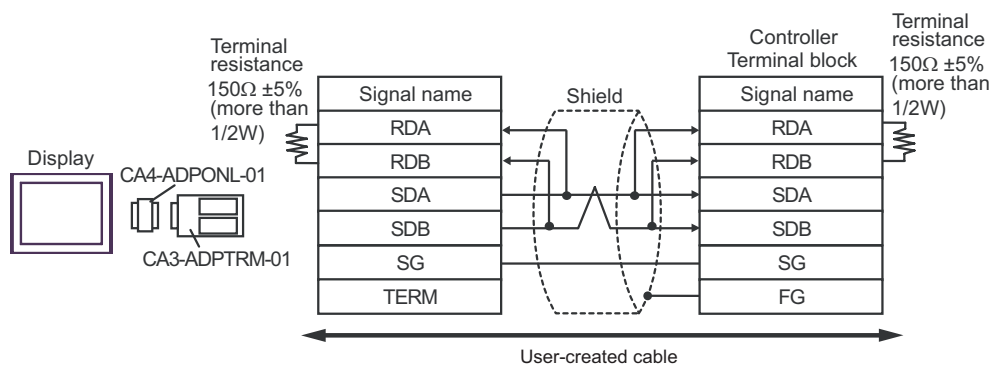 Terminal
resistance
150Ω ±5%
(more than
1/2W)
Display
CA4-ADPONL-01
CA3-ADPTRM-01
Signal name
RDA
RDB
SDA
SDB
SG
TERM
Shield
Controller
Terminal block
Signal name
RDA
RDB
SDA
SDB
SG
FG
Terminal
resistance
150Ω ±5%
(more than
1/2W)
User-created cable